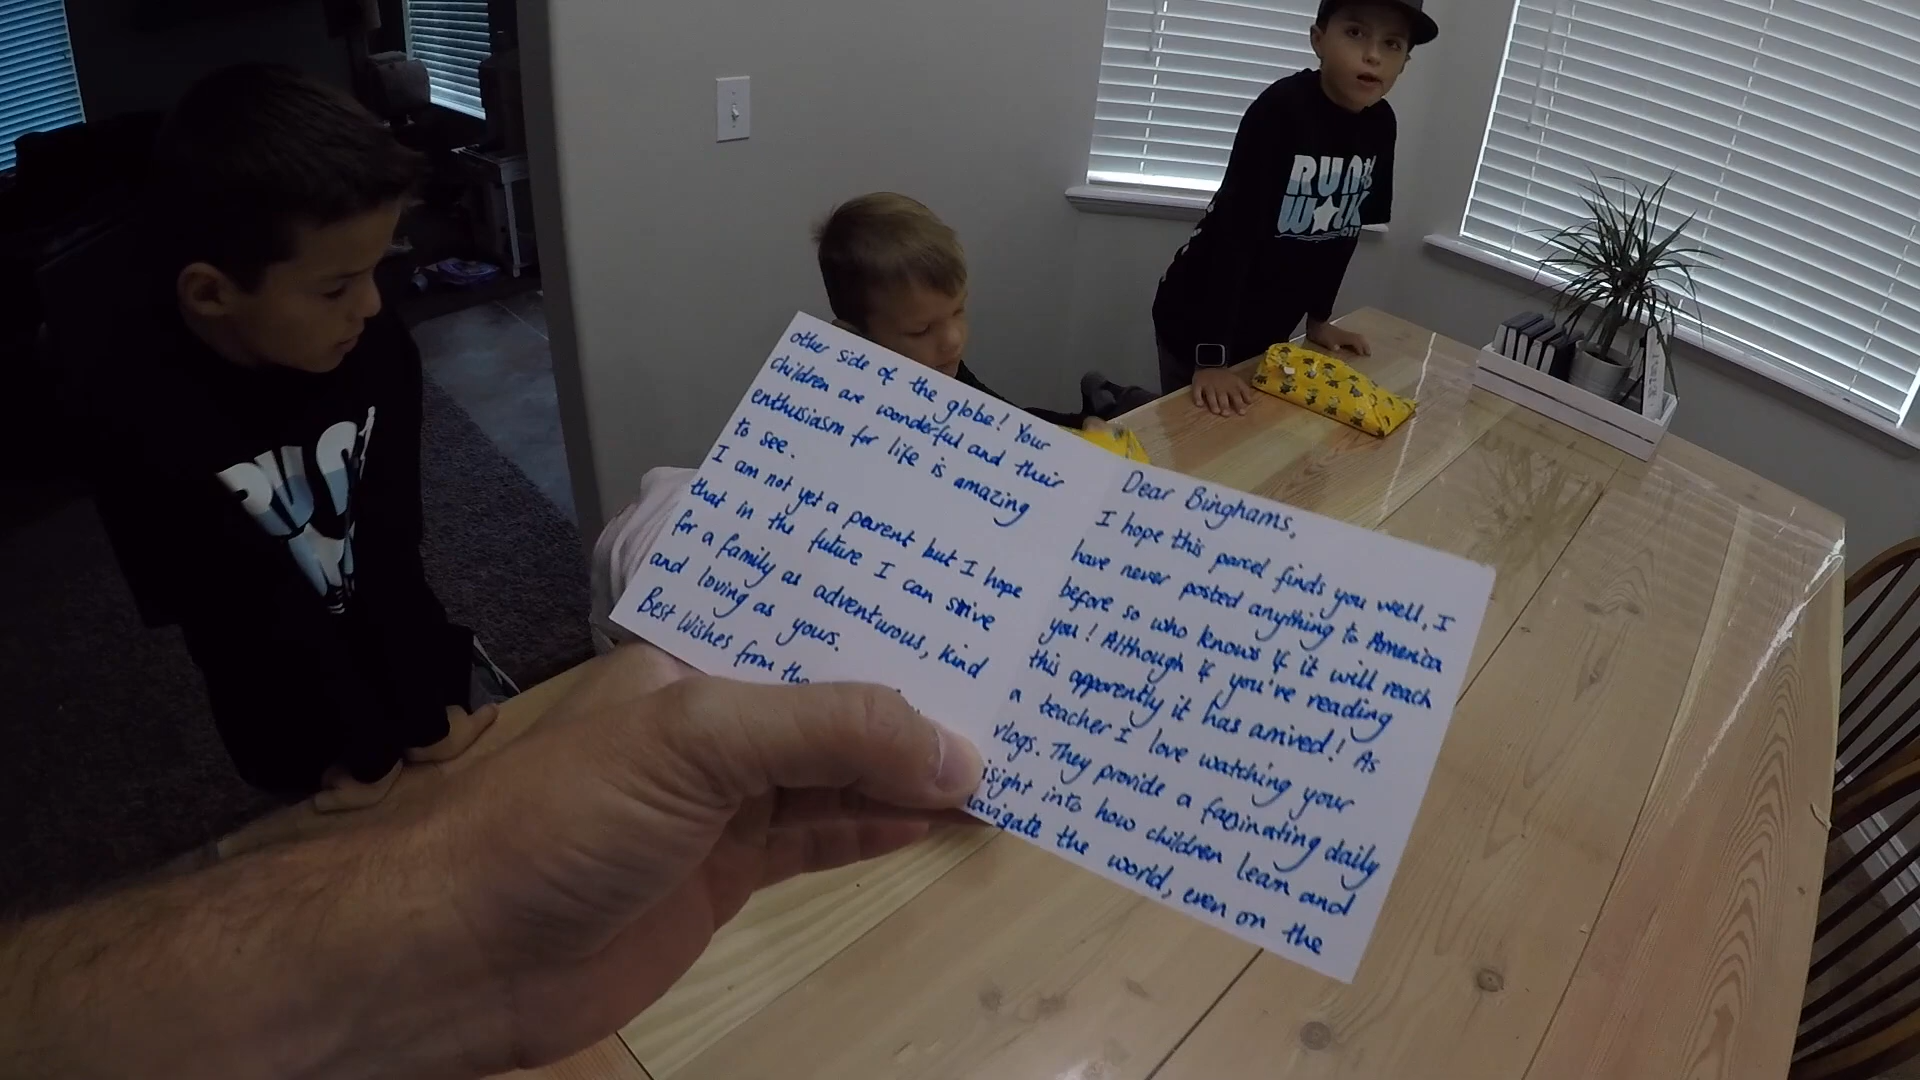 Dear Binghams,
I hope this parcel finds you well. I
have never posted anything to America
before so who knows if it will reach
you! Although if you're reading
this apparently it has arrived! As
a teacher I love watching your
vlogs. They provide a fascinating daily
into how children learn and
the world, even on the
other side of the globe! Your
children are wonderful and their
enthusiasm for life is amazing
to see.
I am not yet a parent but I hope
that in the future I can strive
for a family as adventurous, kind
and loving as yours.
Best Wishes from
RUN